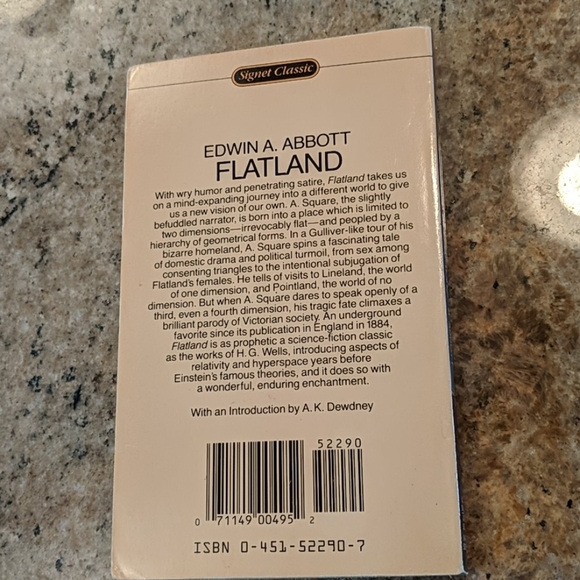 Signet Classic
EDWIN A. ABBOTT
FLATLAND
With wry humor and penetrating satire, Flatland takes us
on a mind-expanding journey into a different world to give
us a new vision of our own. A. Square, the slightly
befuddled narrator, is born into a place which is limited to
two dimensions—irrevocably flat—and peopled by a
hierarchy of geometrical forms. In a Gulliver-like tour of his
bizarre homeland, A. Square spins a fascinating tale
of domestic drama and political turmoil, from sex among
consenting triangles to the intentional subjugation of
Flatland's females. He tells of visits to Lineland, the world
of one dimension, and Pointland, the world of no
dimension. But when A. Square dares to speak openly of a
third, even a fourth dimension, his tragic fate climaxes a
brilliant parody of Victorian society. An underground
favorite since its publication in England in 1884,
Flatland is as prophetic a science-fiction classic
as the works of H. G. Wells, introducing aspects of
relativity and hyperspace years before
Einstein's famous theories, and it does so with
a wonderful, enduring enchantment.
With an Introduction by A. K. Dewdney
52290
0 71149 00495 2
ISBN 0-451-52290-7